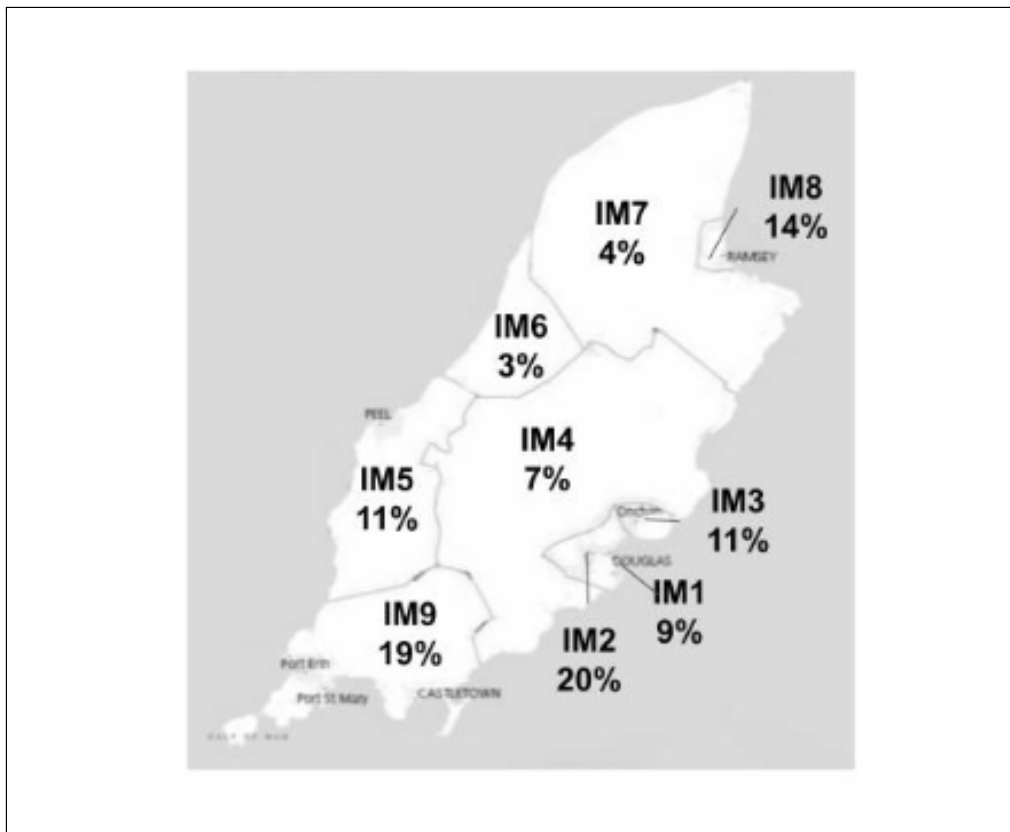 IM8
14%
IM7
4%
RAMSEY
IM6
3%
PEEL
IM4
7%
IM5
11%
IM3
11%
Onchan
DOUGLAS
IM1
9%
IM9
19%
IM2
20%
Port Erin
Port St Mary
CASTLETOWN